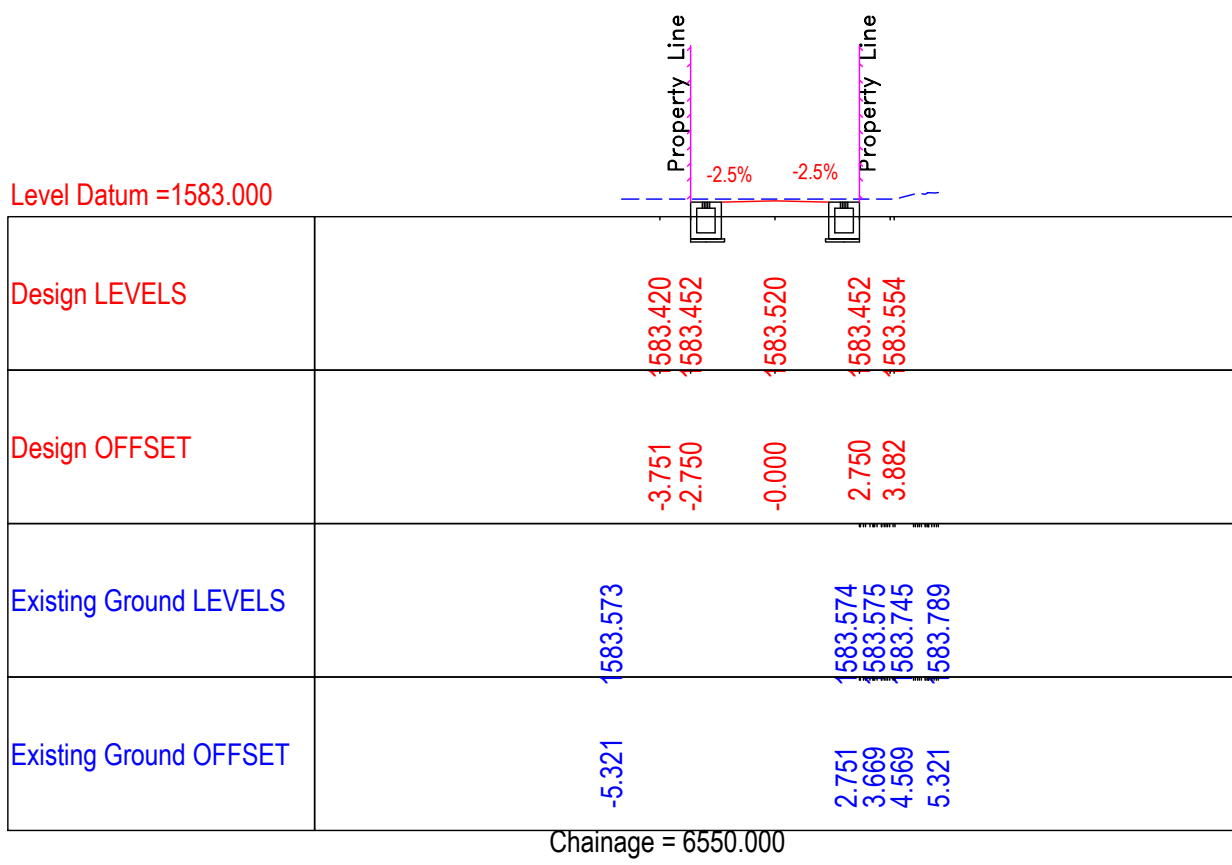 Property Line
Property Line
-2.5%
-2.5%
Level Datum =1583.000
Design LEVELS
1583.420
1583.452
1583.520
1583.452
1583.554
Design OFFSET
-3.751
-2.750
-0.000
2.750
3.882
Existing Ground LEVELS
1583.573
1583.574
1583.575
1583.745
1583.789
Existing Ground OFFSET
-5.321
2.751
3.669
4.569
5.321
Chainage = 6550.000